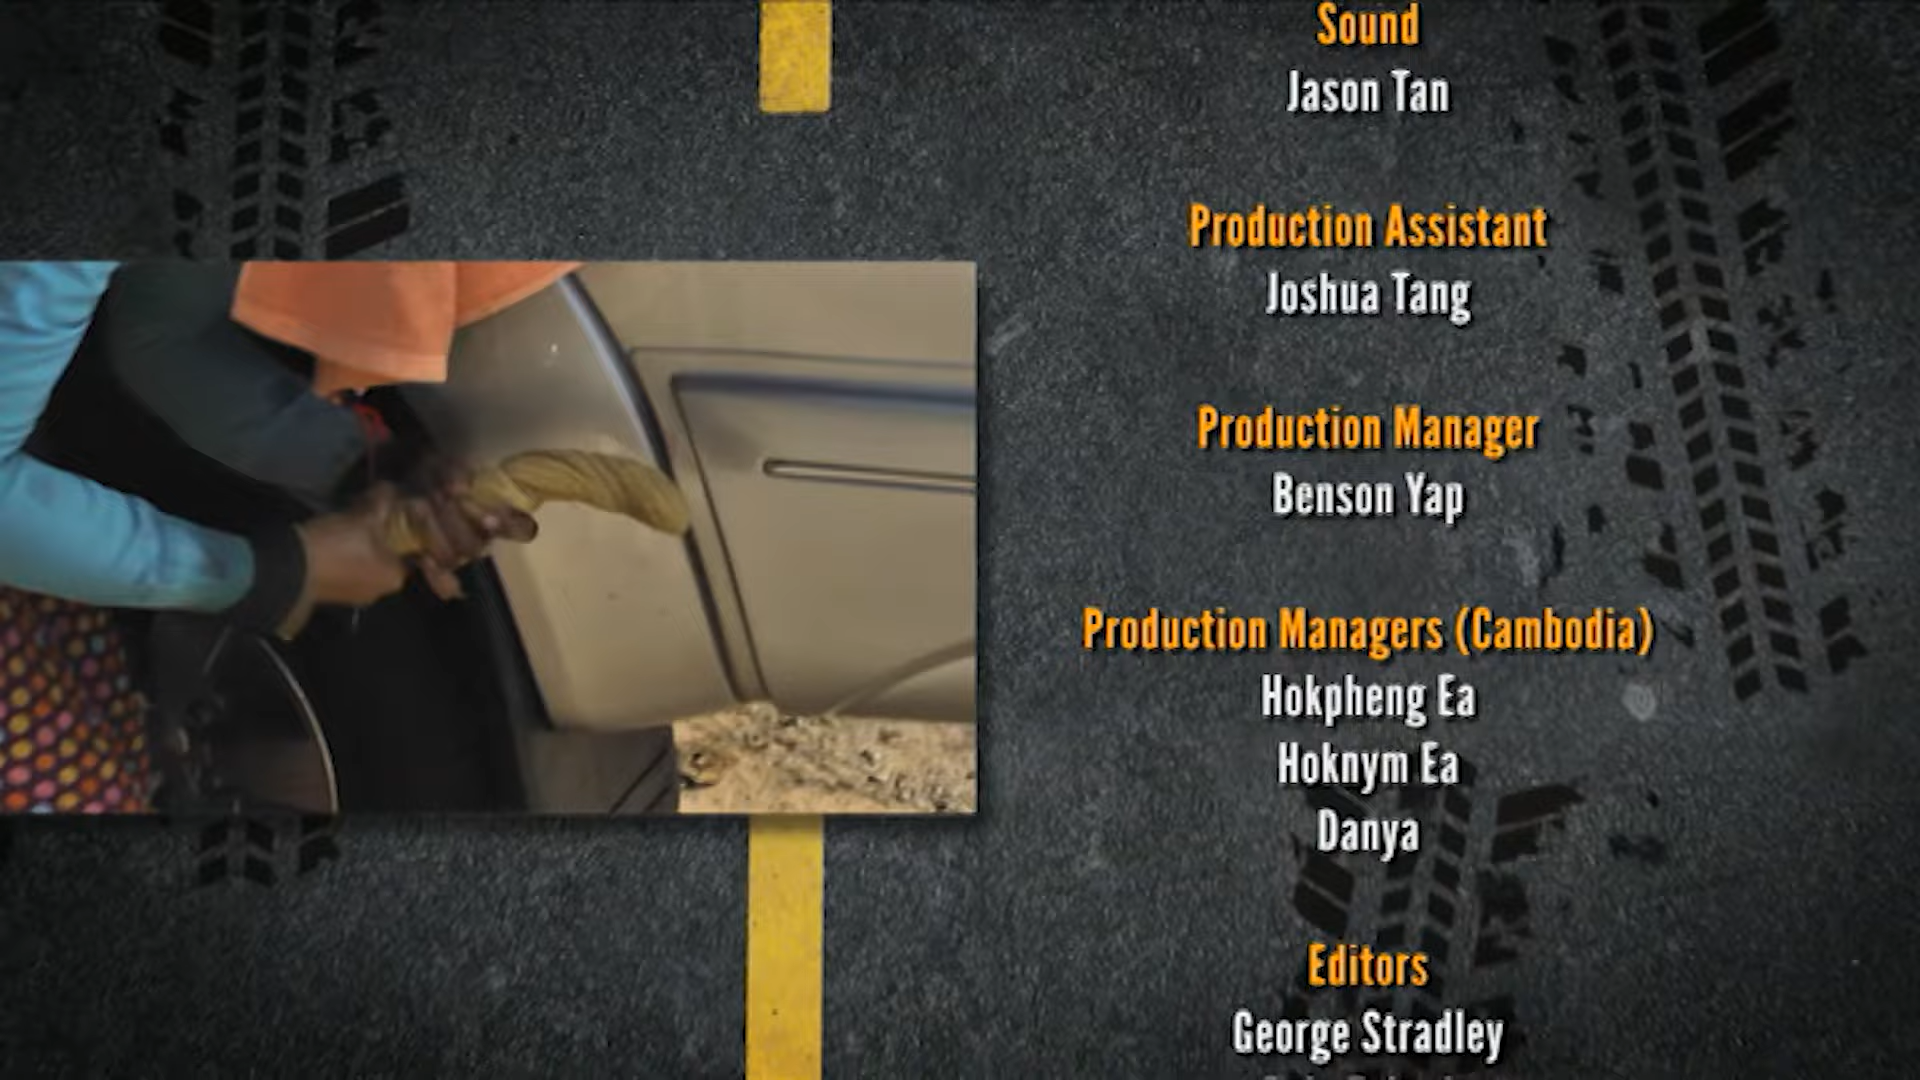 Sound
Jason Tan
Production Assistant
Joshua Tang
Production Manager
Benson Yap
Production Managers (Cambodia)
Hokpheng Ea
Hoknym Ea
Danya
Editors
George Stradley